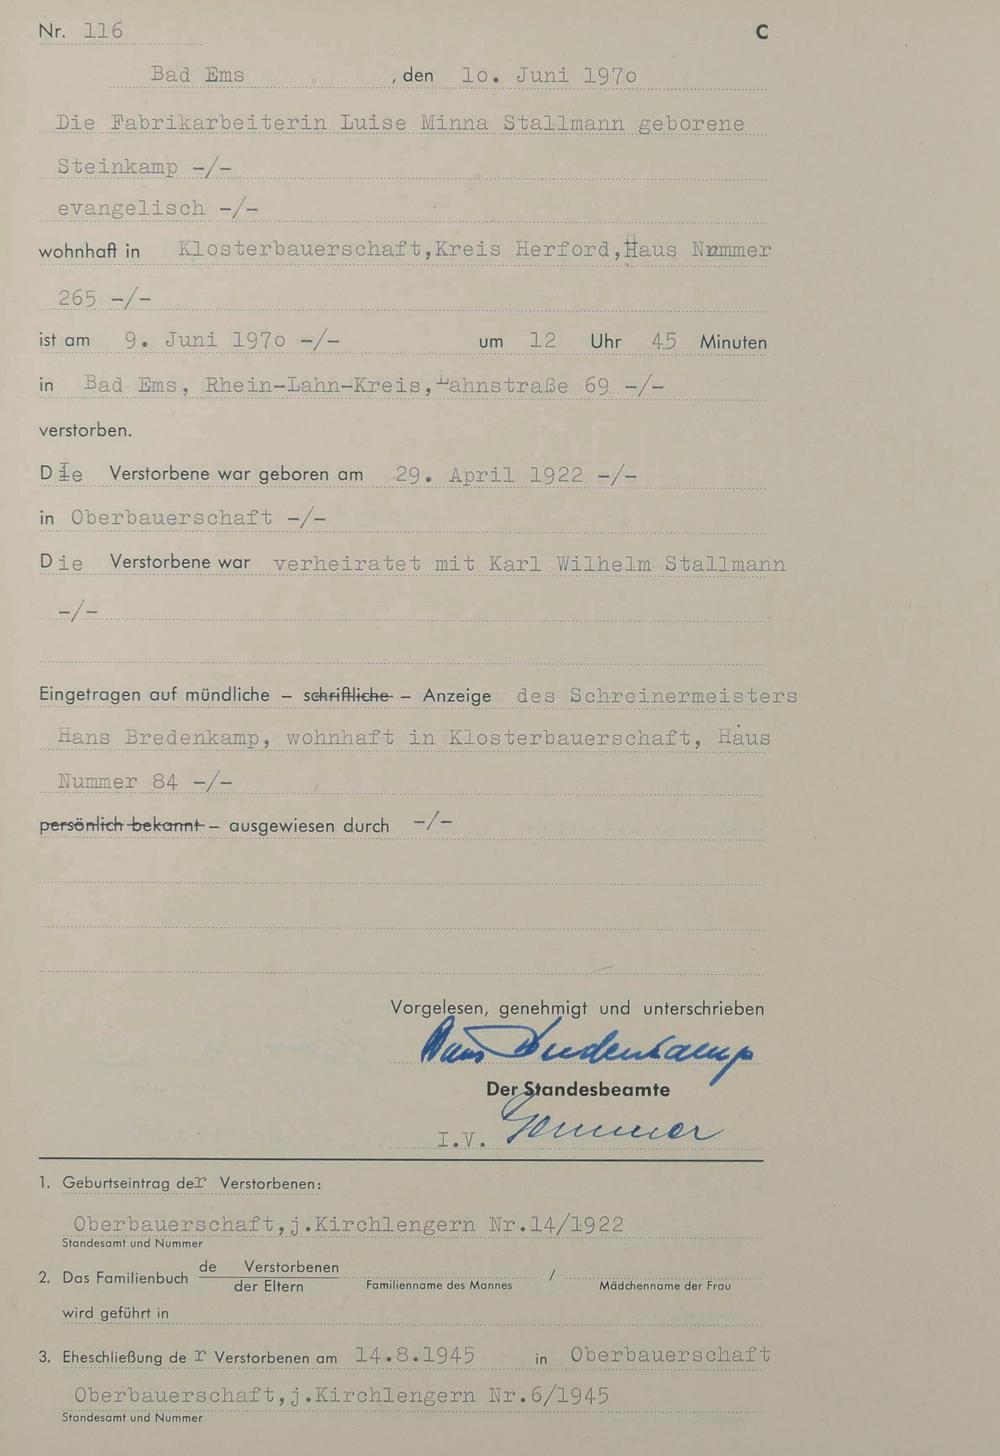 Nr. 116 C
Bad Ems , den 1o. Juni 197o
Die Fabrikarbeiterin Luise Minna Stallmann geborene
Steinkamp -/-
evangelisch -/-
wohnhaft in Klosterbauerschaft,Kreis Herford,Haus Nummer
265 -/-
ist am 9. Juni 197o -/- um 12 Uhr 45 Minuten
in Bad Ems, Rhein-Lahn-Kreis,Lahnstraße 69 -/-
verstorben.
Die Verstorbene war geboren am 29. April 1922 -/-
in Oberbauerschaft -/-
Die Verstorbene war verheiratet mit Karl Wilhelm Stallmann
-/-
Eingetragen auf mündliche – schriftliche – Anzeige des Schreinermeisters
Hans Bredenkamp, wohnhaft in Klosterbauerschaft, Haus
Nummer 84 -/-
persönlich bekannt – ausgewiesen durch -/-
Vorgelesen, genehmigt und unterschrieben
Hans Bredenkamp
Der Standesbeamte
I.V. Sommer
1. Geburtseintrag der Verstorbenen:
Oberbauerschaft,j.Kirchlengern Nr.14/1922
Standesamt und Nummer
2. Das Familienbuch de Verstorbenen
der Eltern / Familienname des Mannes Mädchenname der Frau
wird geführt in
3. Eheschließung der Verstorbenen am 14.8.1945 in Oberbauerschaft
Oberbauerschaft,j.Kirchlengern Nr.6/1945
Standesamt und Nummer